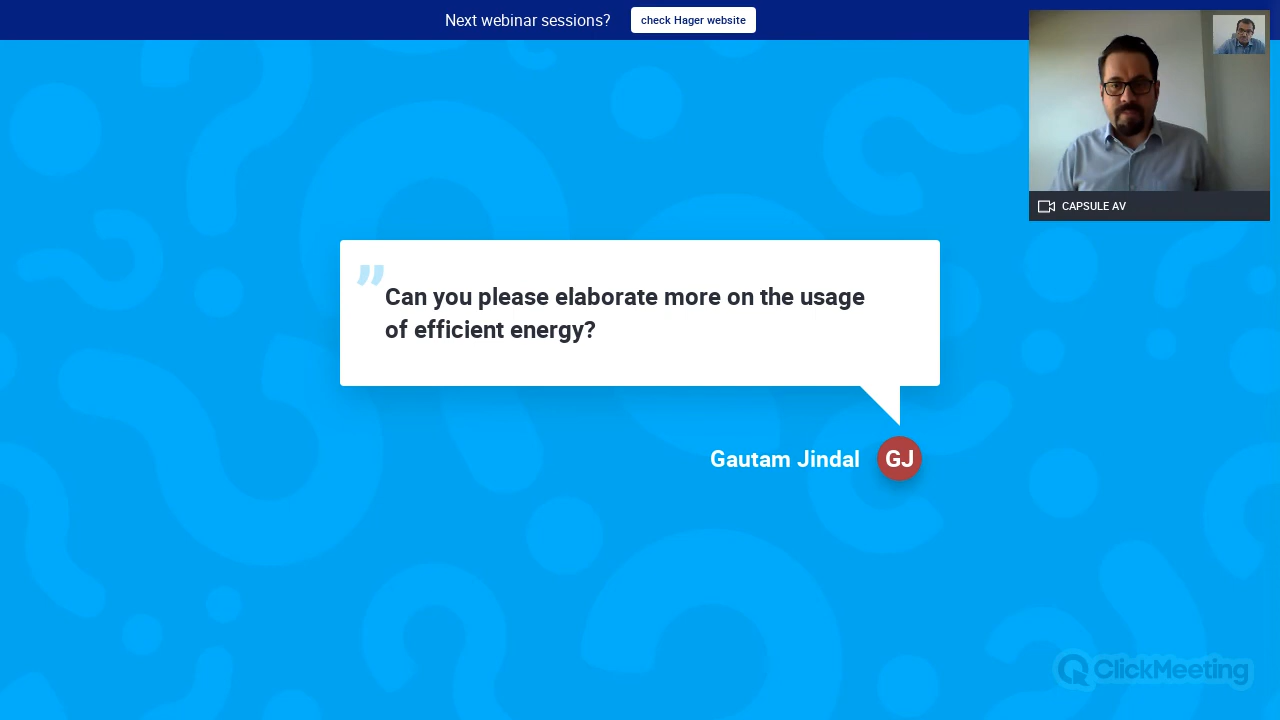 Next webinar sessions?
check Hager website
CAPSULE AV
Can you please elaborate more on the usage
of efficient energy?
Gautam Jindal
GJ
ClickMeeting